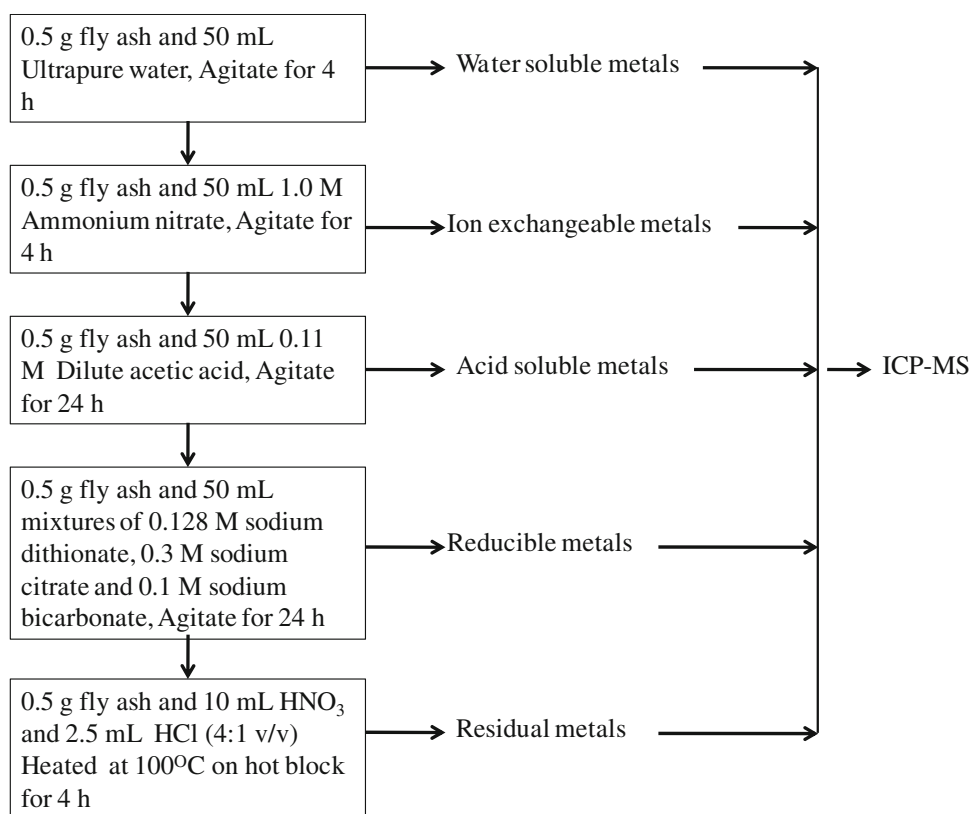 0.5 g fly ash and 50 mL
Ultrapure water, Agitate for 4
h
Water soluble metals
0.5 g fly ash and 50 mL 1.0 M
Ammonium nitrate, Agitate for
4 h
Ion exchangeable metals
0.5 g fly ash and 50 mL 0.11
M Dilute acetic acid, Agitate
for 24 h
Acid soluble metals
ICP-MS
0.5 g fly ash and 50 mL
mixtures of 0.128 M sodium
dithionate, 0.3 M sodium
citrate and 0.1 M sodium
bicarbonate, Agitate for 24 h
Reducible metals
0.5 g fly ash and 10 mL HNO₃
and 2.5 mL HCl (4:1 v/v)
Heated at 100ᴼC on hot block
for 4 h
Residual metals